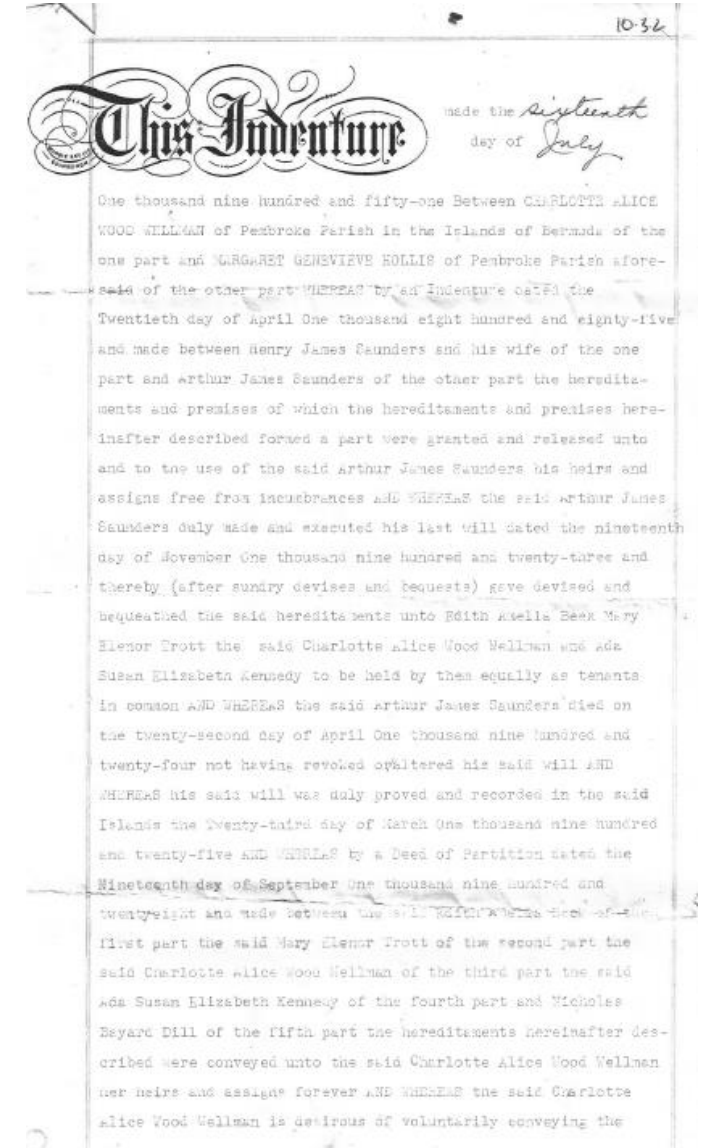 10.32
This Indenture
made the sixteenth
day of July
One thousand nine hundred and fifty-one Between CHARLOTTE ALICE
WOOD WELLMAN of Pembroke Parish in the Islands of Bermuda of the
one part and MARGARET GENEVIEVE HOLLIS of Pembroke Parish afore-
said of the other part WHEREAS by an Indenture dated the
Twentieth day of April One thousand eight hundred and eighty-five
and made between Henry James Saunders and his wife of the one
part and Arthur James Saunders of the other part the heredita-
ments and premises of which the hereditaments and premises here-
inafter described formed a part were granted and released unto
and to the use of the said Arthur James Saunders his heirs and
assigns free from incumbrances AND WHEREAS the said Arthur James
Saunders duly made and executed his last will dated the nineteenth
day of November One thousand nine hundred and twenty-three and
thereby (after sundry devises and bequests) gave devised and
bequeathed the said hereditaments unto Edith Mary
Elenor Trott the said Charlotte Alice Wood Wellman and Ada
Susan Elizabeth Kennedy to be held by them equally as tenants
in common AND WHEREAS the said Arthur James Saunders died on
the twenty-second day of April One thousand nine hundred and
twenty-four not having revoked or altered his said will AND
WHEREAS his said will was duly proved and recorded in the said
Islands the Twenty-third day of March One thousand nine hundred
and twenty-five AND WHEREAS by a Deed of Partition dated the
Nineteenth day of September One thousand nine hundred and
twentyeight and made between the said Edith of the
first part the said Mary Elenor Trott of the second part the
said Charlotte Alice Wood Wellman of the third part the said
Ada Susan Elizabeth Kennedy of the fourth part and Nicholas
Bayard Dill of the fifth part the hereditaments hereinafter des-
cribed were conveyed unto the said Charlotte Alice Wood Wellman
her heirs and assigns forever AND WHEREAS the said Charlotte
Alice Wood Wellman is desirous of voluntarily conveying the